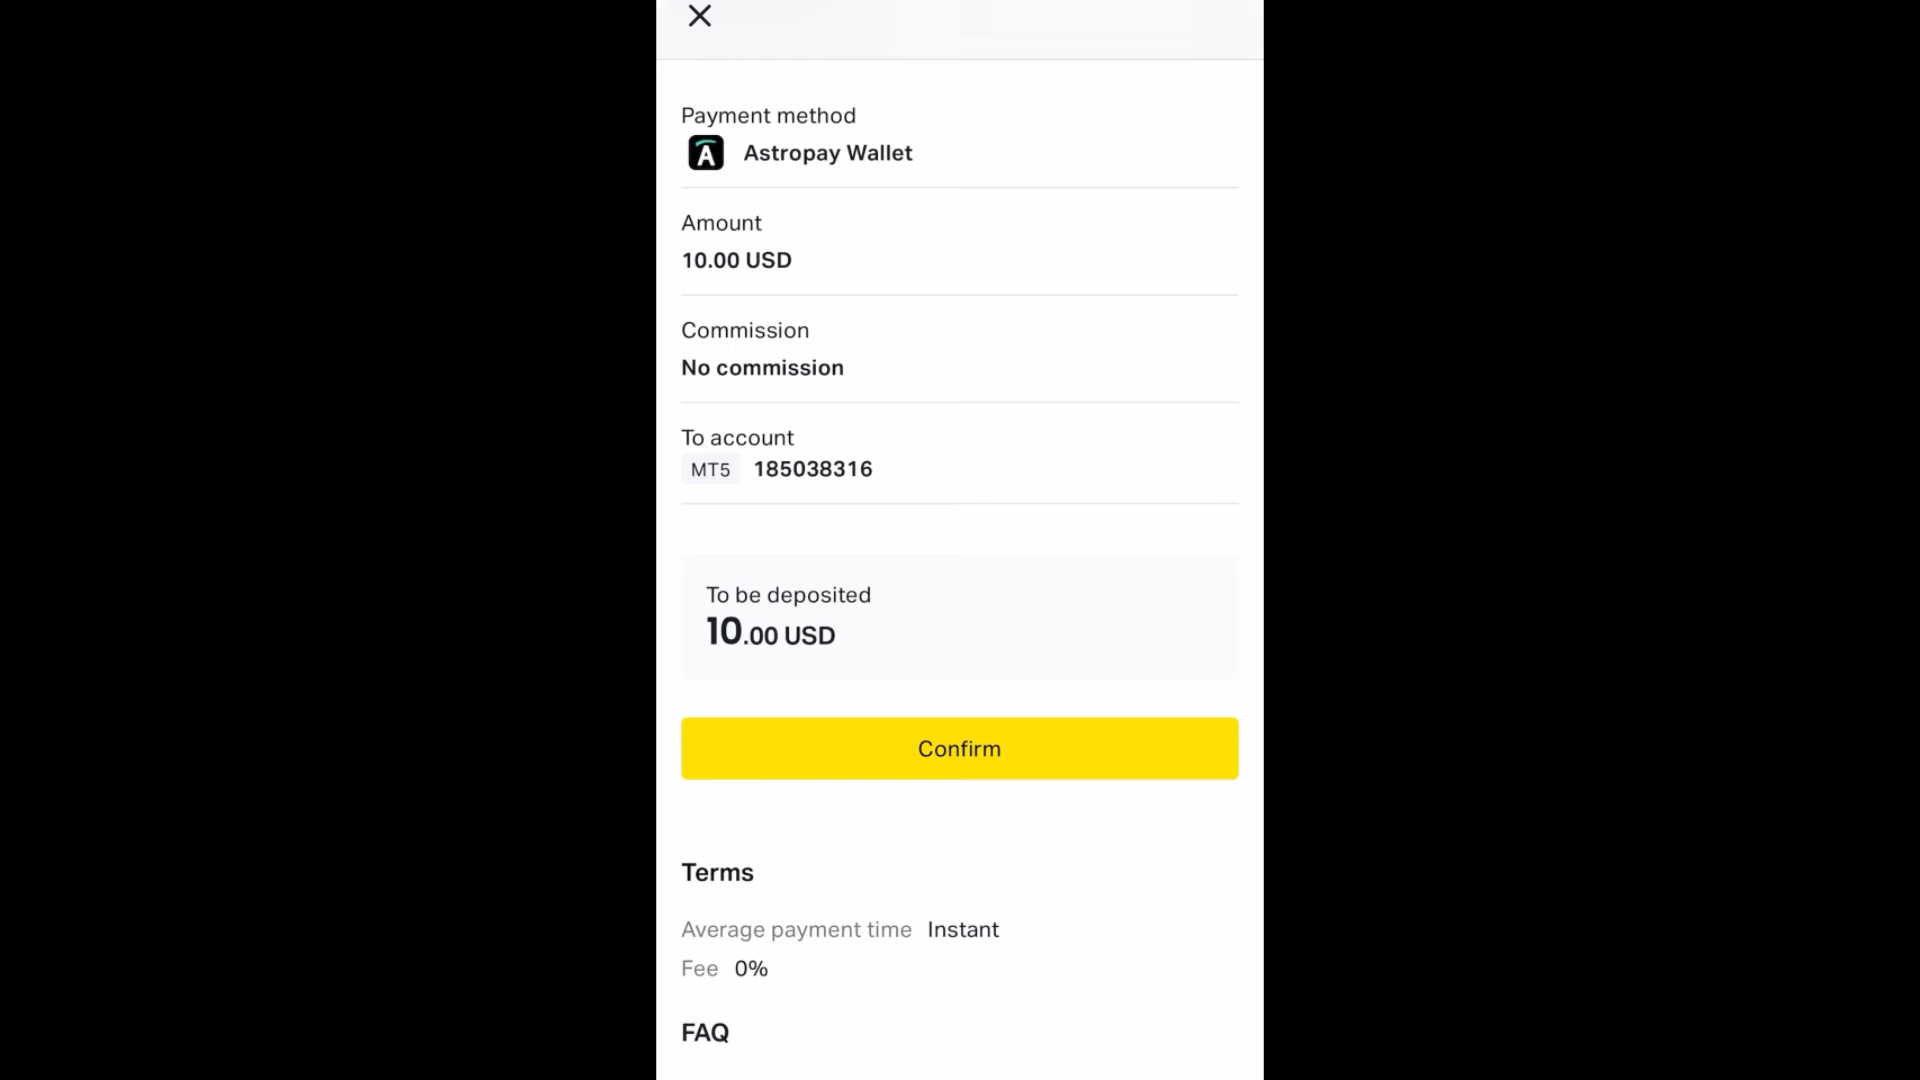 Payment method
Astropay Wallet
Amount
10.00 USD
Commission
No commission
To account
MT5 185038316
To be deposited
10.00 USD
Confirm
Terms
Average payment time Instant
Fee 0%
FAQ